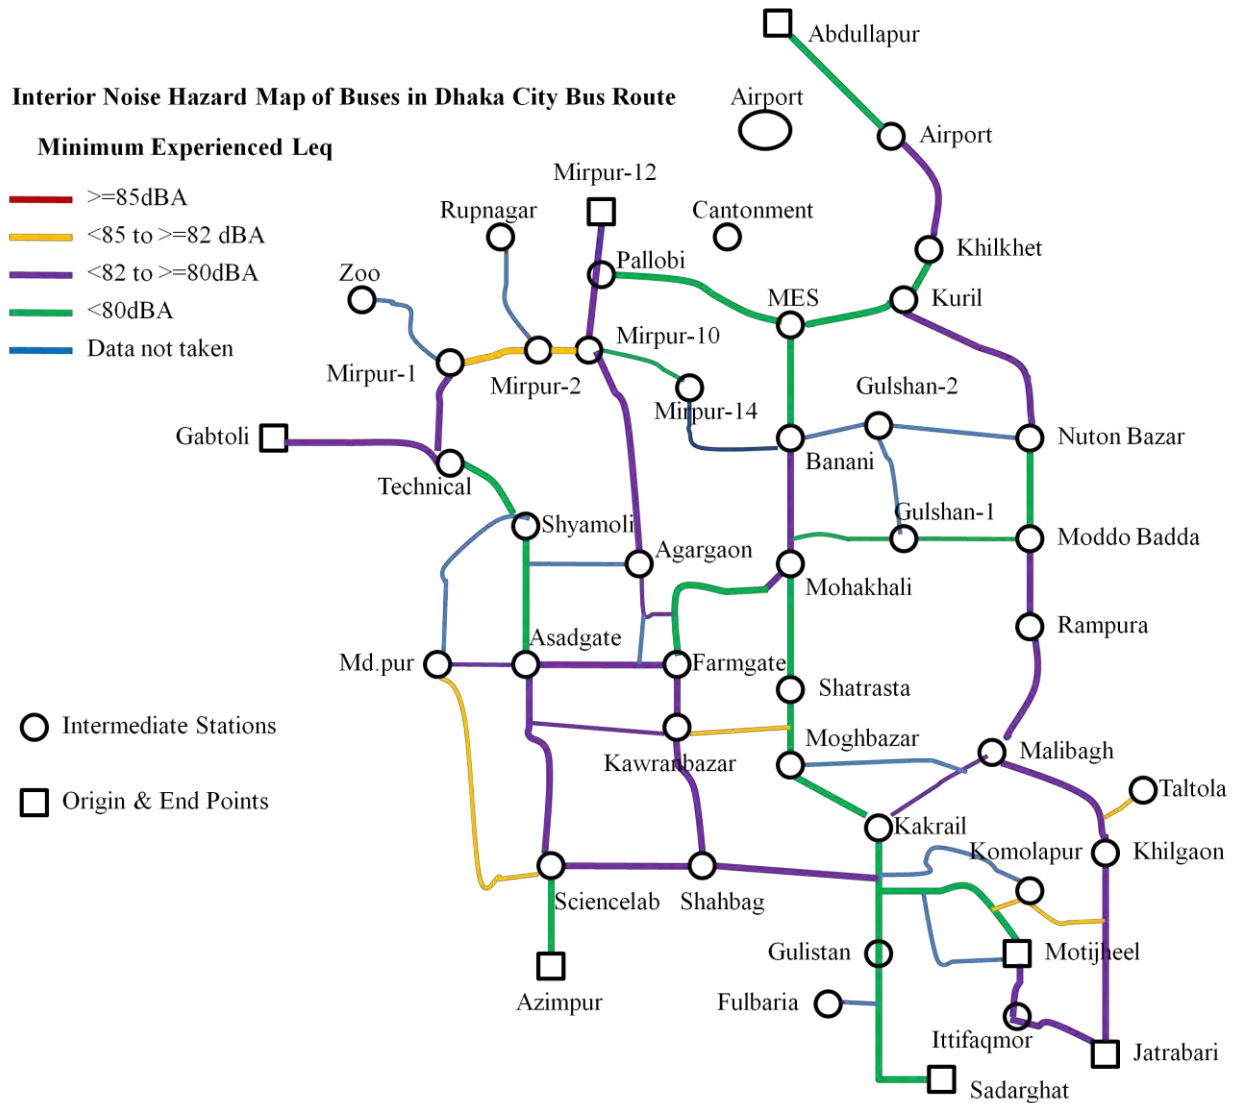 Abdullapur
Interior Noise Hazard Map of Buses in Dhaka City Bus Route
Airport
Airport
Minimum Experienced Leq
Mirpur-12
>=85dBA
Rupnagar
Cantonment
<85 to >=82 dBA
Khilkhet
Pallobi
Zoo
<82 to >=80dBA
MES
Kuril
<80dBA
Mirpur-10
Data not taken
Mirpur-1
Mirpur-2
Gulshan-2
Mirpur-14
Gabtoli
Nuton Bazar
Banani
Technical
Gulshan-1
Shyamoli
Moddo Badda
Agargaon
Mohakhali
Rampura
Asadgate
Md.pur
Farmgate
Shatrasta
Intermediate Stations
Moghbazar
Malibagh
Kawranbazar
Taltola
Origin & End Points
Kakrail
Komolapur
Khilgaon
Sciencelab
Shahbag
Gulistan
Motijheel
Azimpur
Fulbaria
Ittifaqmor
Jatrabari
Sadarghat